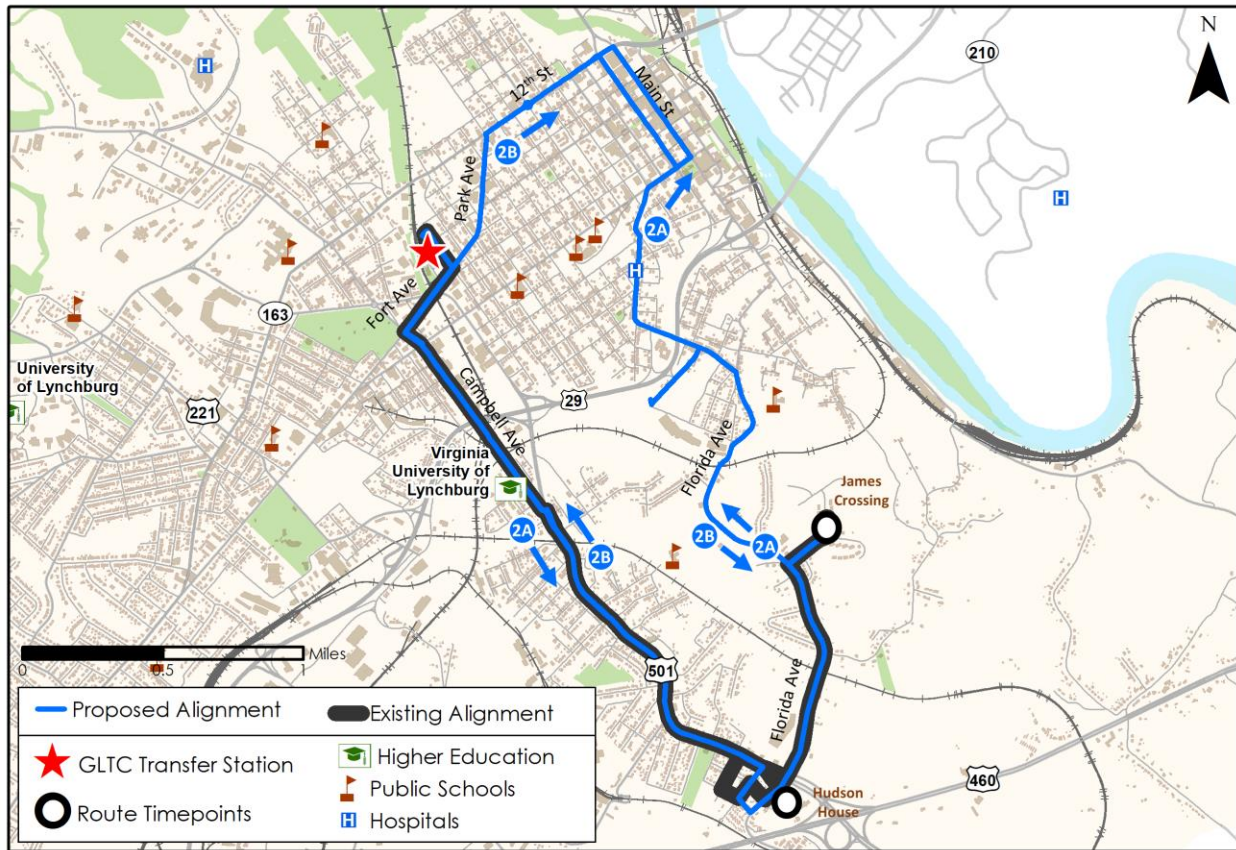 N
210
12th St
Main St
2B
Park Ave
2A
Fort Ave
163
University
of Lynchburg
221
Campbell Ave
29
Virginia
University of
Lynchburg
Florida Ave
James
Crossing
2A
2B
2B
2A
0
0.5
1
Miles
501
Florida Ave
460
Hudson
House
Proposed Alignment
Existing Alignment
GLTC Transfer Station
Higher Education
Public Schools
Route Timepoints
H Hospitals
H
H
H